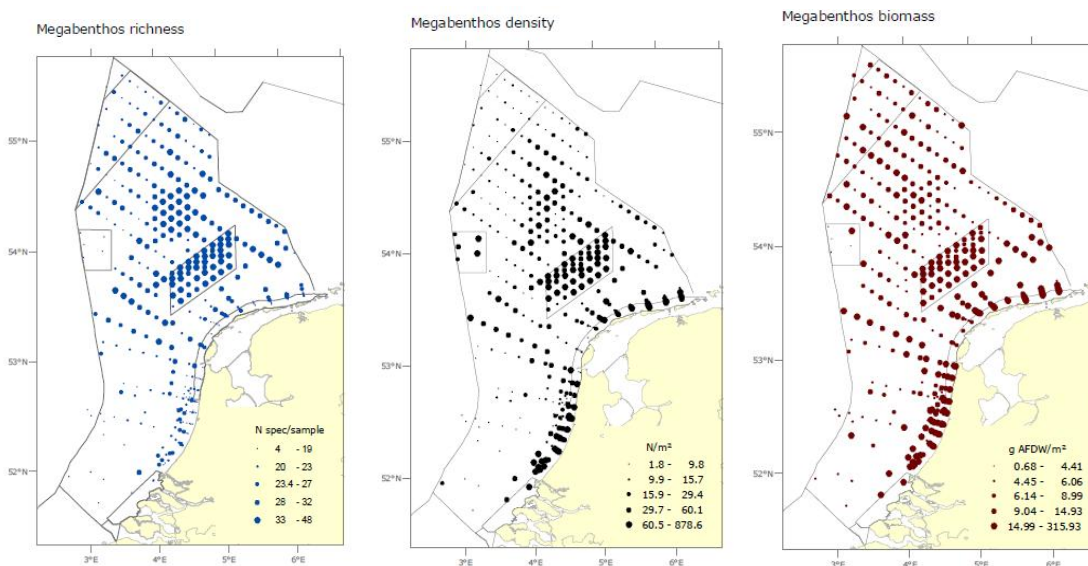 Megabenthos richness
55°N
54°N
53°N
52°N
3°E 4°E 5°E 6°E
N spec/sample
4 - 19
20 - 23
23.4 - 27
28 - 32
33 - 48
Megabenthos density
55°N
54°N
53°N
52°N
3°E 4°E 5°E 6°E
N/m²
1.8 - 9.8
9.9 - 15.7
15.9 - 29.4
29.7 - 60.1
60.5 - 878.6
Megabenthos biomass
55°N
54°N
53°N
52°N
3°E 4°E 5°E 6°E
g AFDW/m²
0.68 - 4.41
4.45 - 6.06
6.14 - 8.99
9.04 - 14.93
14.99 - 315.93